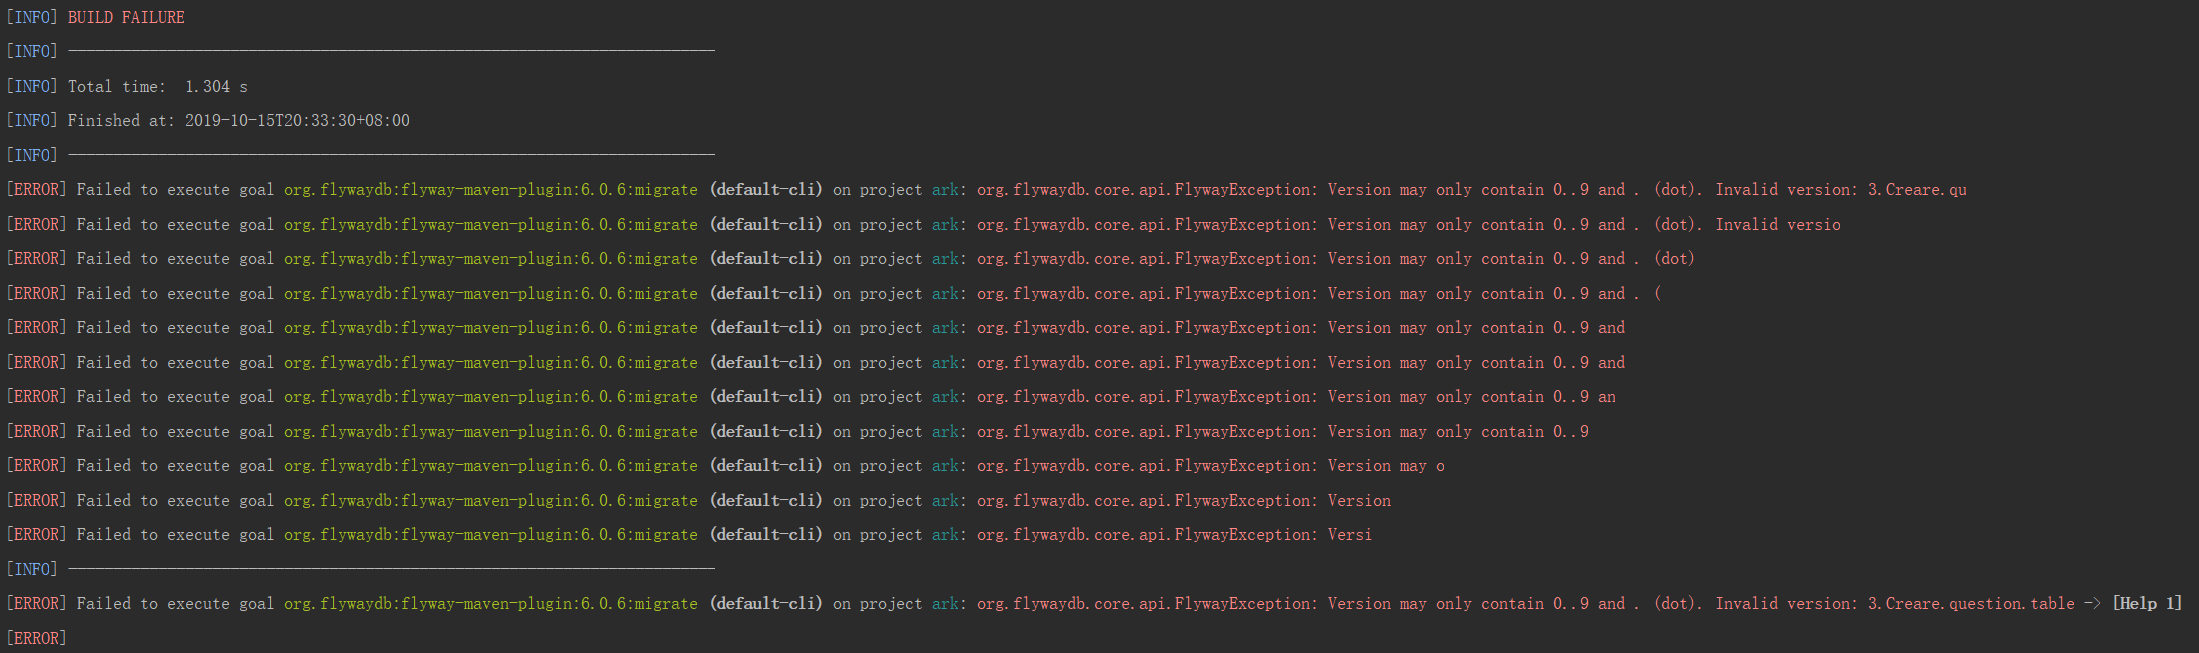 [INFO] BUILD FAILURE
[INFO] ------------------------------------------------------------------------
[INFO] Total time:  1.304 s
[INFO] Finished at: 2019-10-15T20:33:30+08:00
[INFO] ------------------------------------------------------------------------
[ERROR] Failed to execute goal org.flywaydb:flyway-maven-plugin:6.0.6:migrate (default-cli) on project ark: org.flywaydb.core.api.FlywayException: Version may only contain 0..9 and . (dot). Invalid version: 3.Creare.qu
[ERROR] Failed to execute goal org.flywaydb:flyway-maven-plugin:6.0.6:migrate (default-cli) on project ark: org.flywaydb.core.api.FlywayException: Version may only contain 0..9 and . (dot). Invalid versio
[ERROR] Failed to execute goal org.flywaydb:flyway-maven-plugin:6.0.6:migrate (default-cli) on project ark: org.flywaydb.core.api.FlywayException: Version may only contain 0..9 and . (dot)
[ERROR] Failed to execute goal org.flywaydb:flyway-maven-plugin:6.0.6:migrate (default-cli) on project ark: org.flywaydb.core.api.FlywayException: Version may only contain 0..9 and . (
[ERROR] Failed to execute goal org.flywaydb:flyway-maven-plugin:6.0.6:migrate (default-cli) on project ark: org.flywaydb.core.api.FlywayException: Version may only contain 0..9 and
[ERROR] Failed to execute goal org.flywaydb:flyway-maven-plugin:6.0.6:migrate (default-cli) on project ark: org.flywaydb.core.api.FlywayException: Version may only contain 0..9 and
[ERROR] Failed to execute goal org.flywaydb:flyway-maven-plugin:6.0.6:migrate (default-cli) on project ark: org.flywaydb.core.api.FlywayException: Version may only contain 0..9 an
[ERROR] Failed to execute goal org.flywaydb:flyway-maven-plugin:6.0.6:migrate (default-cli) on project ark: org.flywaydb.core.api.FlywayException: Version may only contain 0..9
[ERROR] Failed to execute goal org.flywaydb:flyway-maven-plugin:6.0.6:migrate (default-cli) on project ark: org.flywaydb.core.api.FlywayException: Version may o
[ERROR] Failed to execute goal org.flywaydb:flyway-maven-plugin:6.0.6:migrate (default-cli) on project ark: org.flywaydb.core.api.FlywayException: Version
[ERROR] Failed to execute goal org.flywaydb:flyway-maven-plugin:6.0.6:migrate (default-cli) on project ark: org.flywaydb.core.api.FlywayException: Versi
[INFO] ------------------------------------------------------------------------
[ERROR] Failed to execute goal org.flywaydb:flyway-maven-plugin:6.0.6:migrate (default-cli) on project ark: org.flywaydb.core.api.FlywayException: Version may only contain 0..9 and . (dot). Invalid version: 3.Creare.question.table -> [Help 1]
[ERROR]